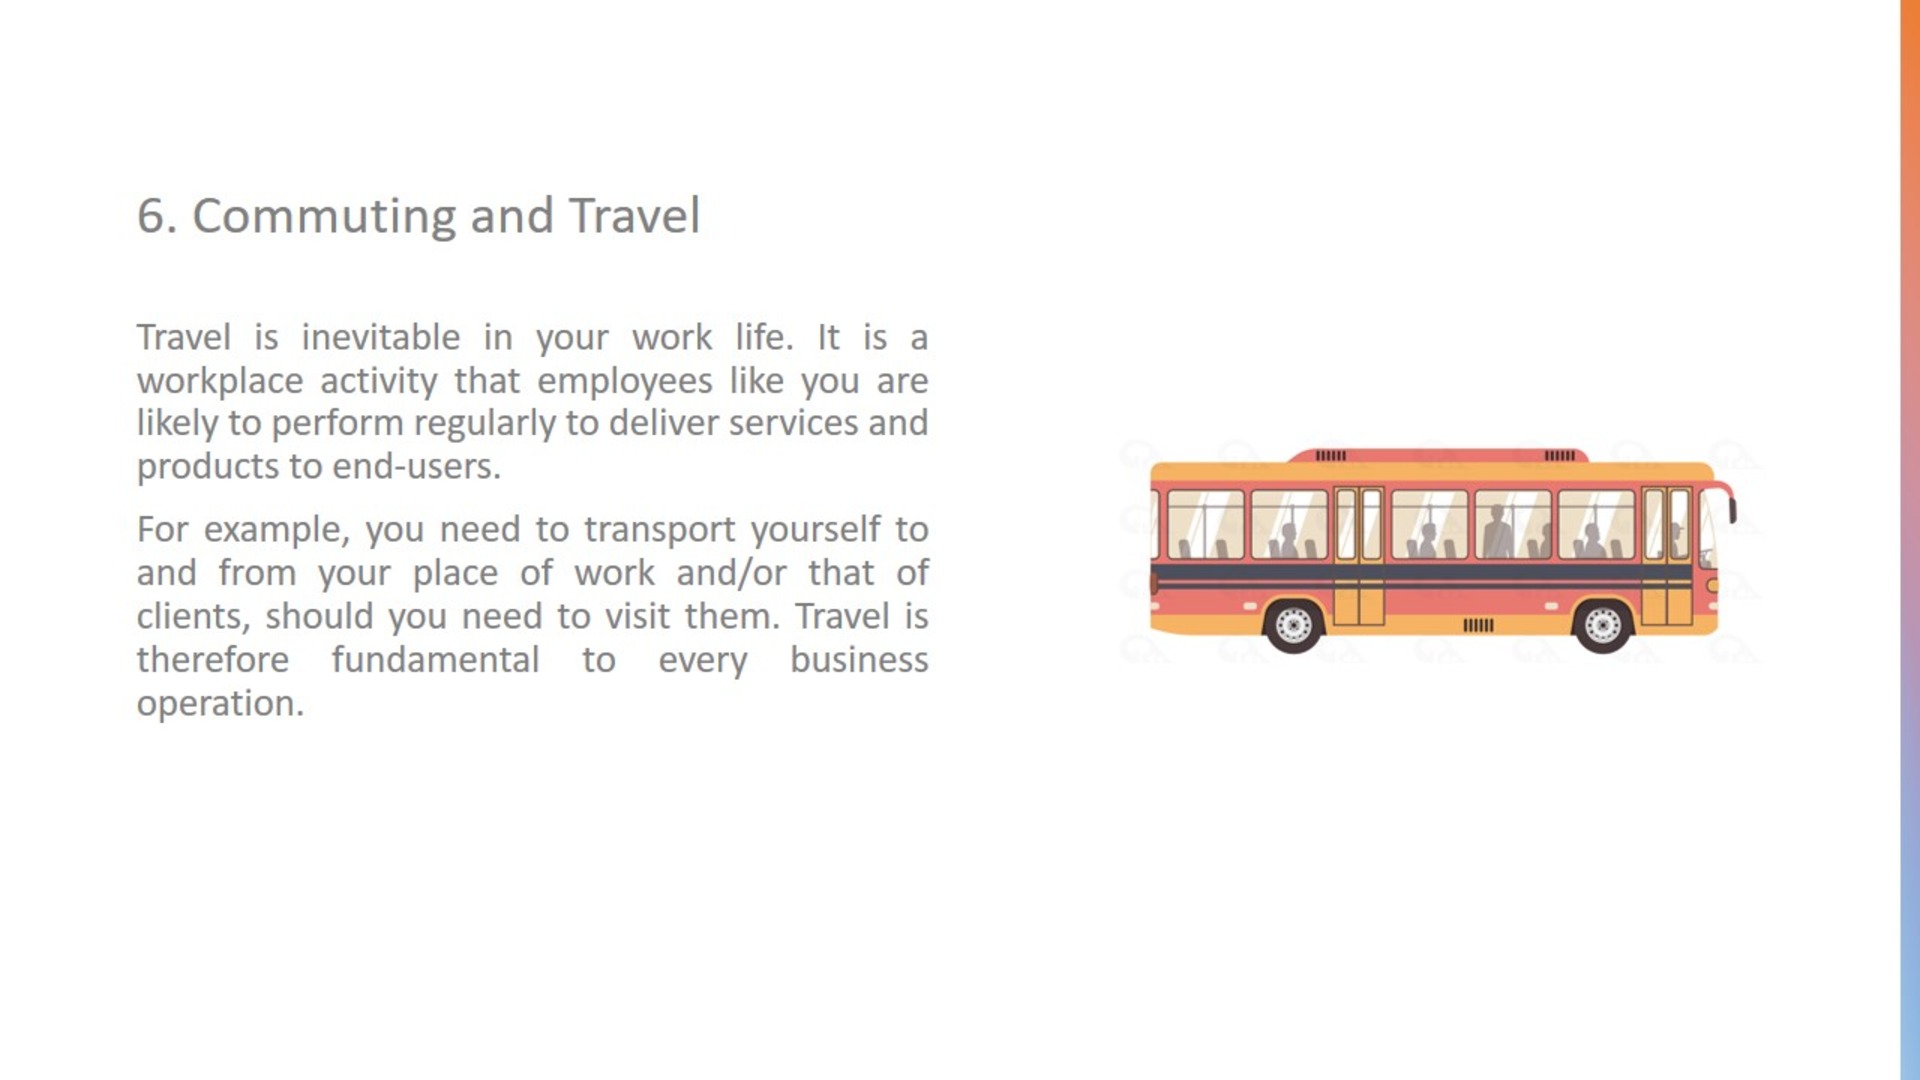 6. Commuting and Travel
Travel is inevitable in your work life. It is a
workplace activity that employees like you are
likely to perform regularly to deliver services and
products to end-users.
For example, you need to transport yourself to
and from your place of work and/or that of
clients, should you need to visit them. Travel is
therefore fundamental to every business
operation.